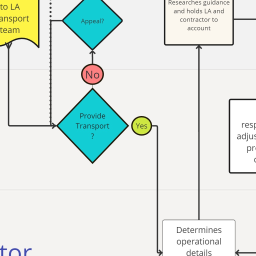 to LA
ansport
team
Appeal?
Researches guidance
and holds LA and
contractor to
account
No
Provide
Transport
?
Yes
resp
adjus
pro
Determines
operational
details
tor